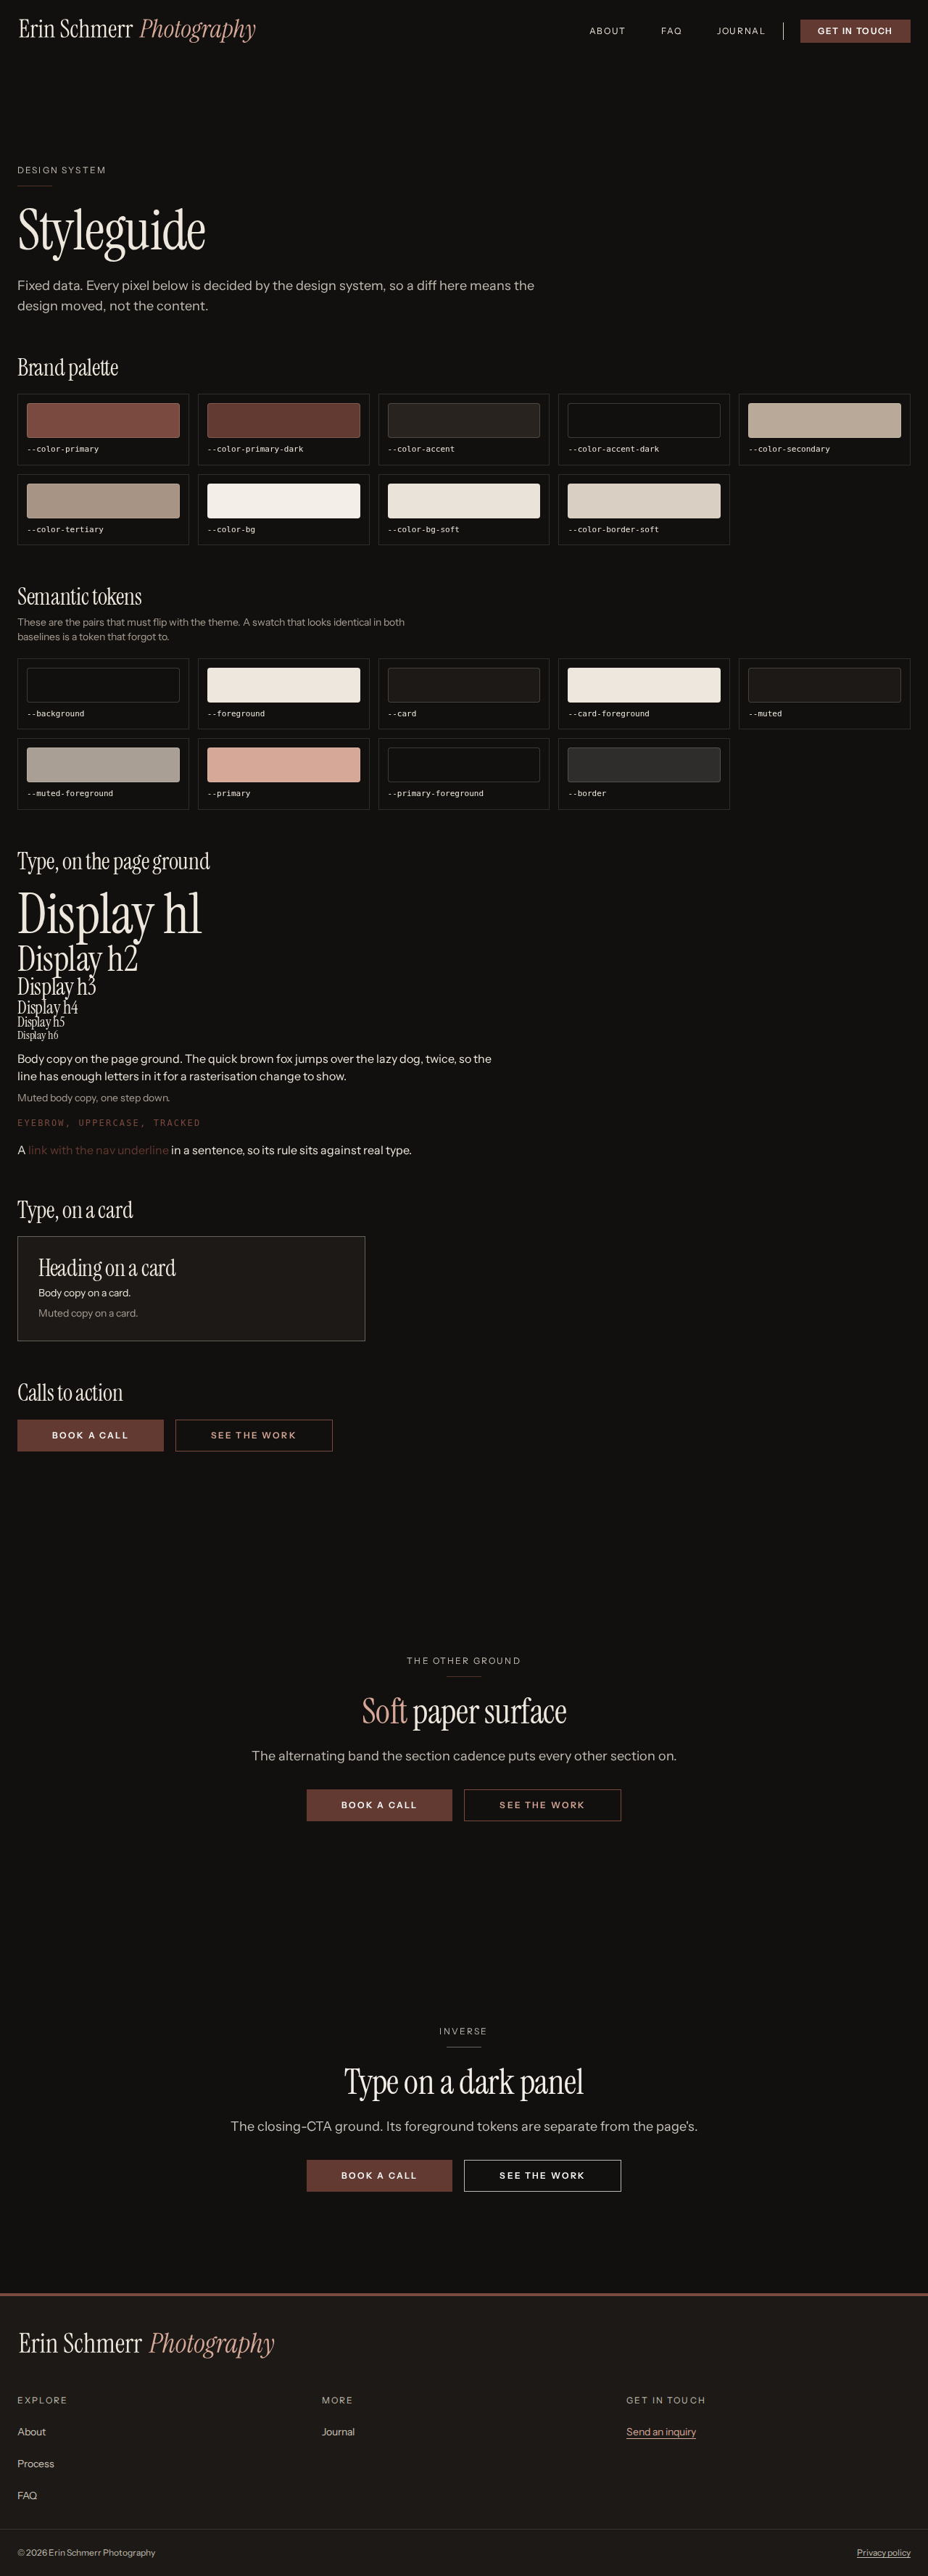 Erin Schmerr Photography
ABOUT
FAQ
JOURNAL
GET IN TOUCH
DESIGN SYSTEM
Styleguide
Fixed data. Every pixel below is decided by the design system, so a diff here means the
design moved, not the content.
Brand palette
--color-primary
--color-primary-dark
--color-accent
--color-accent-dark
--color-secondary
--color-tertiary
--color-bg
--color-bg-soft
--color-border-soft
Semantic tokens
These are the pairs that must flip with the theme. A swatch that looks identical in both
baselines is a token that forgot to.
--background
--foreground
--card
--card-foreground
--muted
--muted-foreground
--primary
--primary-foreground
--border
Type, on the page ground
Display h1
Display h2
Display h3
Display h4
Display h5
Display h6
Body copy on the page ground. The quick brown fox jumps over the lazy dog, twice, so the
line has enough letters in it for a rasterisation change to show.
Muted body copy, one step down.
EYEBROW, UPPERCASE, TRACKED
A link with the nav underline in a sentence, so its rule sits against real type.
Type, on a card
Heading on a card
Body copy on a card.
Muted copy on a card.
Calls to action
BOOK A CALL
SEE THE WORK
THE OTHER GROUND
Soft paper surface
The alternating band the section cadence puts every other section on.
BOOK A CALL
SEE THE WORK
INVERSE
Type on a dark panel
The closing-CTA ground. Its foreground tokens are separate from the page's.
BOOK A CALL
SEE THE WORK
Erin Schmerr Photography
EXPLORE
About
Process
FAQ
MORE
Journal
GET IN TOUCH
Send an inquiry
© 2026 Erin Schmerr Photography
Privacy policy